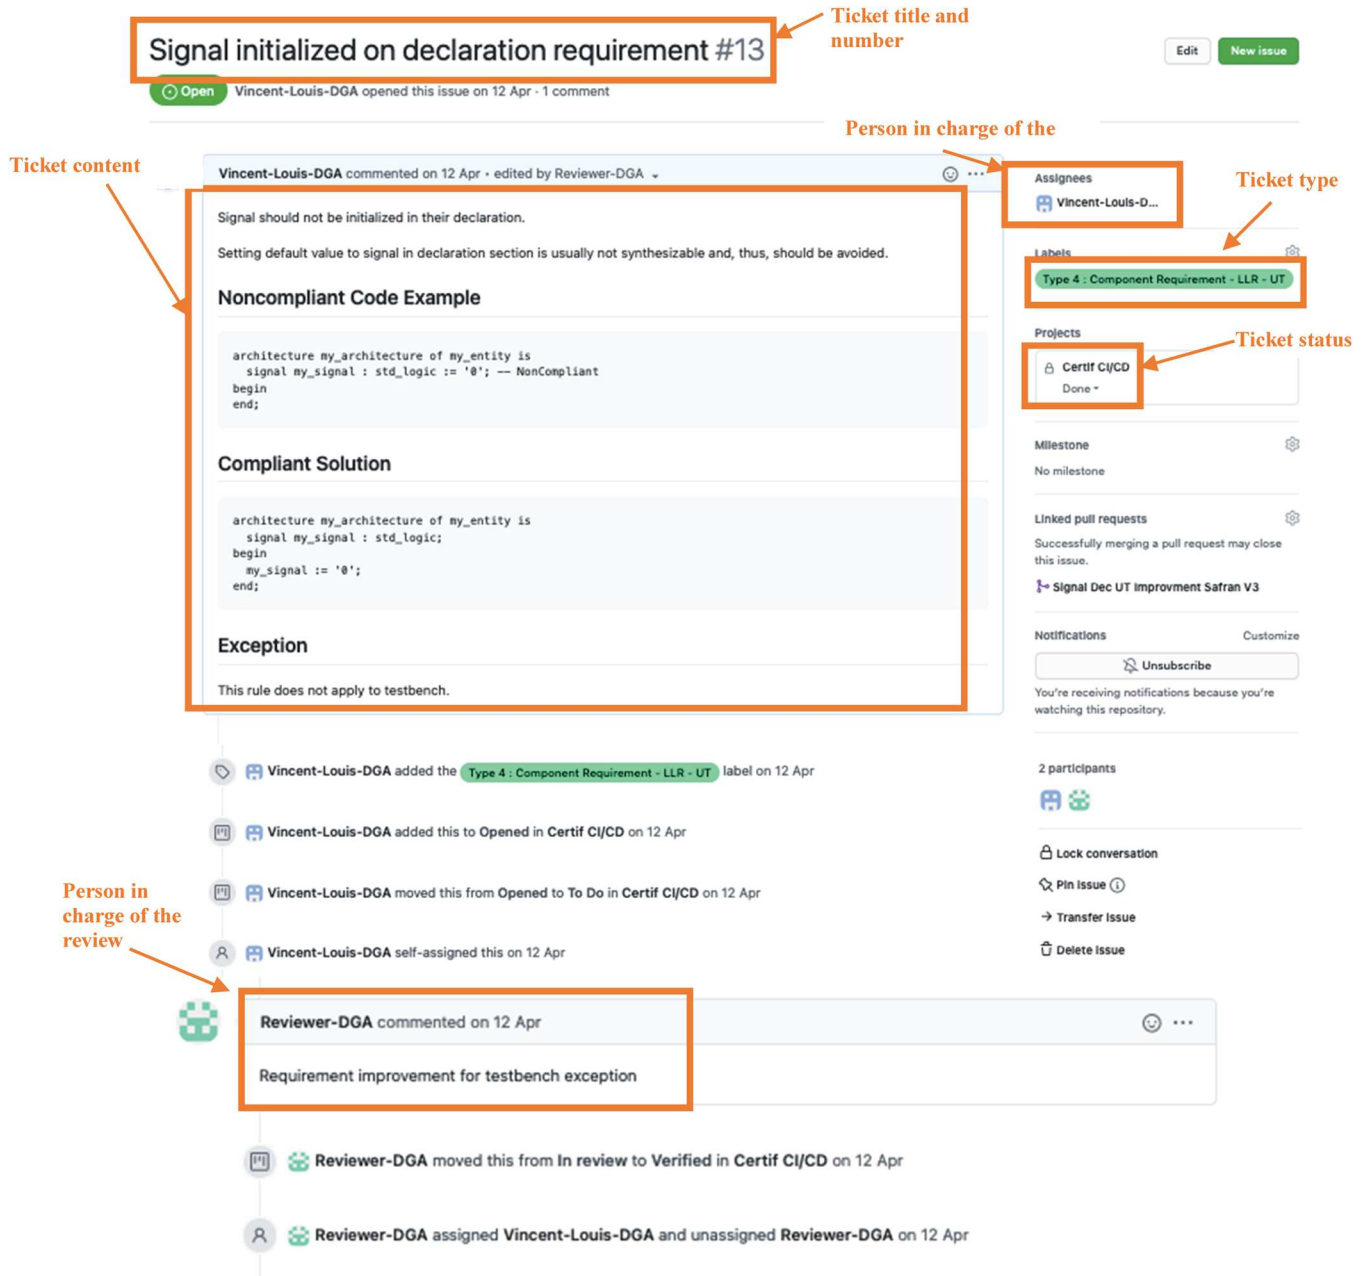 Ticket title and
number
Signal initialized on declaration requirement #13
Edit
New issue
Open
Vincent-Louis-DGA opened this issue on 12 Apr · 1 comment
Person in charge of the
Ticket content
Vincent-Louis-DGA commented on 12 Apr • edited by Reviewer-DGA
Signal should not be initialized in their declaration.
Setting default value to signal in declaration section is usually not synthesizable and, thus, should be avoided.
Noncompliant Code Example
architecture my_architecture of my_entity is
signal my_signal : std_logic := '0'; -- NonCompliant
begin
end;
Compliant Solution
architecture my_architecture of my_entity is
signal my_signal : std_logic;
begin
my_signal := '0';
end;
Exception
This rule does not apply to testbench.
Assignees
Vincent-Louis-D...
Ticket type
Labels
Type 4 : Component Requirement - LLR - UT
Projects
Ticket status
Certif CI/CD
Done
Milestone
No milestone
Linked pull requests
Successfully merging a pull request may close
this issue.
Signal Dec UT Improvment Safran V3
Notifications
Customize
Unsubscribe
You're receiving notifications because you're
watching this repository.
2 participants
Lock conversation
Pin issue
Transfer issue
Delete issue
Vincent-Louis-DGA added the Type 4 : Component Requirement - LLR - UT label on 12 Apr
Vincent-Louis-DGA added this to Opened in Certif CI/CD on 12 Apr
Vincent-Louis-DGA moved this from Opened to To Do in Certif CI/CD on 12 Apr
Vincent-Louis-DGA self-assigned this on 12 Apr
Person in
charge of the
review
Reviewer-DGA commented on 12 Apr
Requirement improvement for testbench exception
Reviewer-DGA moved this from In review to Verified in Certif CI/CD on 12 Apr
Reviewer-DGA assigned Vincent-Louis-DGA and unassigned Reviewer-DGA on 12 Apr